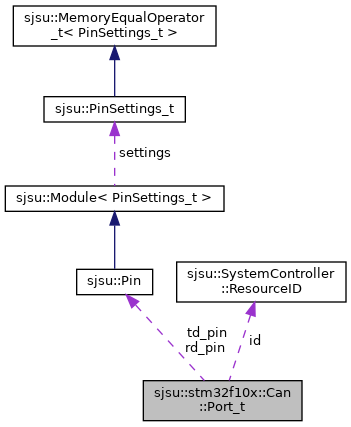 sjsu::MemoryEqualOperator
_t< PinSettings_t >
sjsu::PinSettings_t
settings
sjsu::Module< PinSettings_t >
sjsu::Pin
sjsu::SystemController
::ResourceID
td_pin
rd_pin
id
sjsu::stm32f10x::Can
::Port_t